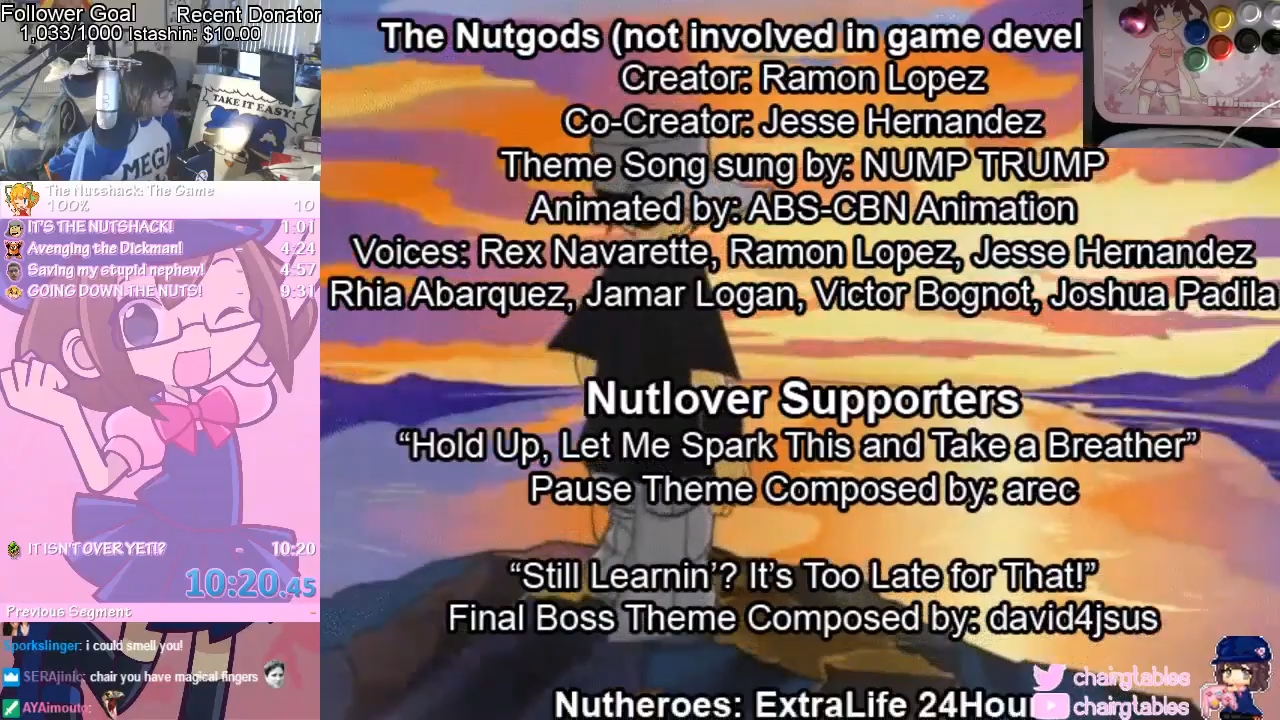 Follower Goal
1,033/1000
Recent Donator
Istashin: $10.00
TAKE IT EASY!
MEGA
The Nutshack: The Game
100%
10
IT'S THE NUTSHACK!
-
1:01
Avenging the Dickman!
-
4:24
Saving my stupid nephew!
-
4:57
GOING DOWN THE NUTS!
-
9:31
IT ISN'T OVER YET!?
-
10:20
10:20.45
Previous Segment
-
Sporkslinger: i could smell you!
SERAjinic: chair you have magical fingers
AYAimouto:
The Nutgods (not involved in game devel
Creator: Ramon Lopez
Co-Creator: Jesse Hernandez
Theme Song sung by: NUMP TRUMP
Animated by: ABS-CBN Animation
Voices: Rex Navarette, Ramon Lopez, Jesse Hernandez
Rhia Abarquez, Jamar Logan, Victor Bognot, Joshua Padila
Nutlover Supporters
“Hold Up, Let Me Spark This and Take a Breather”
Pause Theme Composed by: arec
“Still Learnin’? It’s Too Late for That!”
Final Boss Theme Composed by: david4jsus
Nutheroes: ExtraLife 24Hou
chairgtables
chairgtables